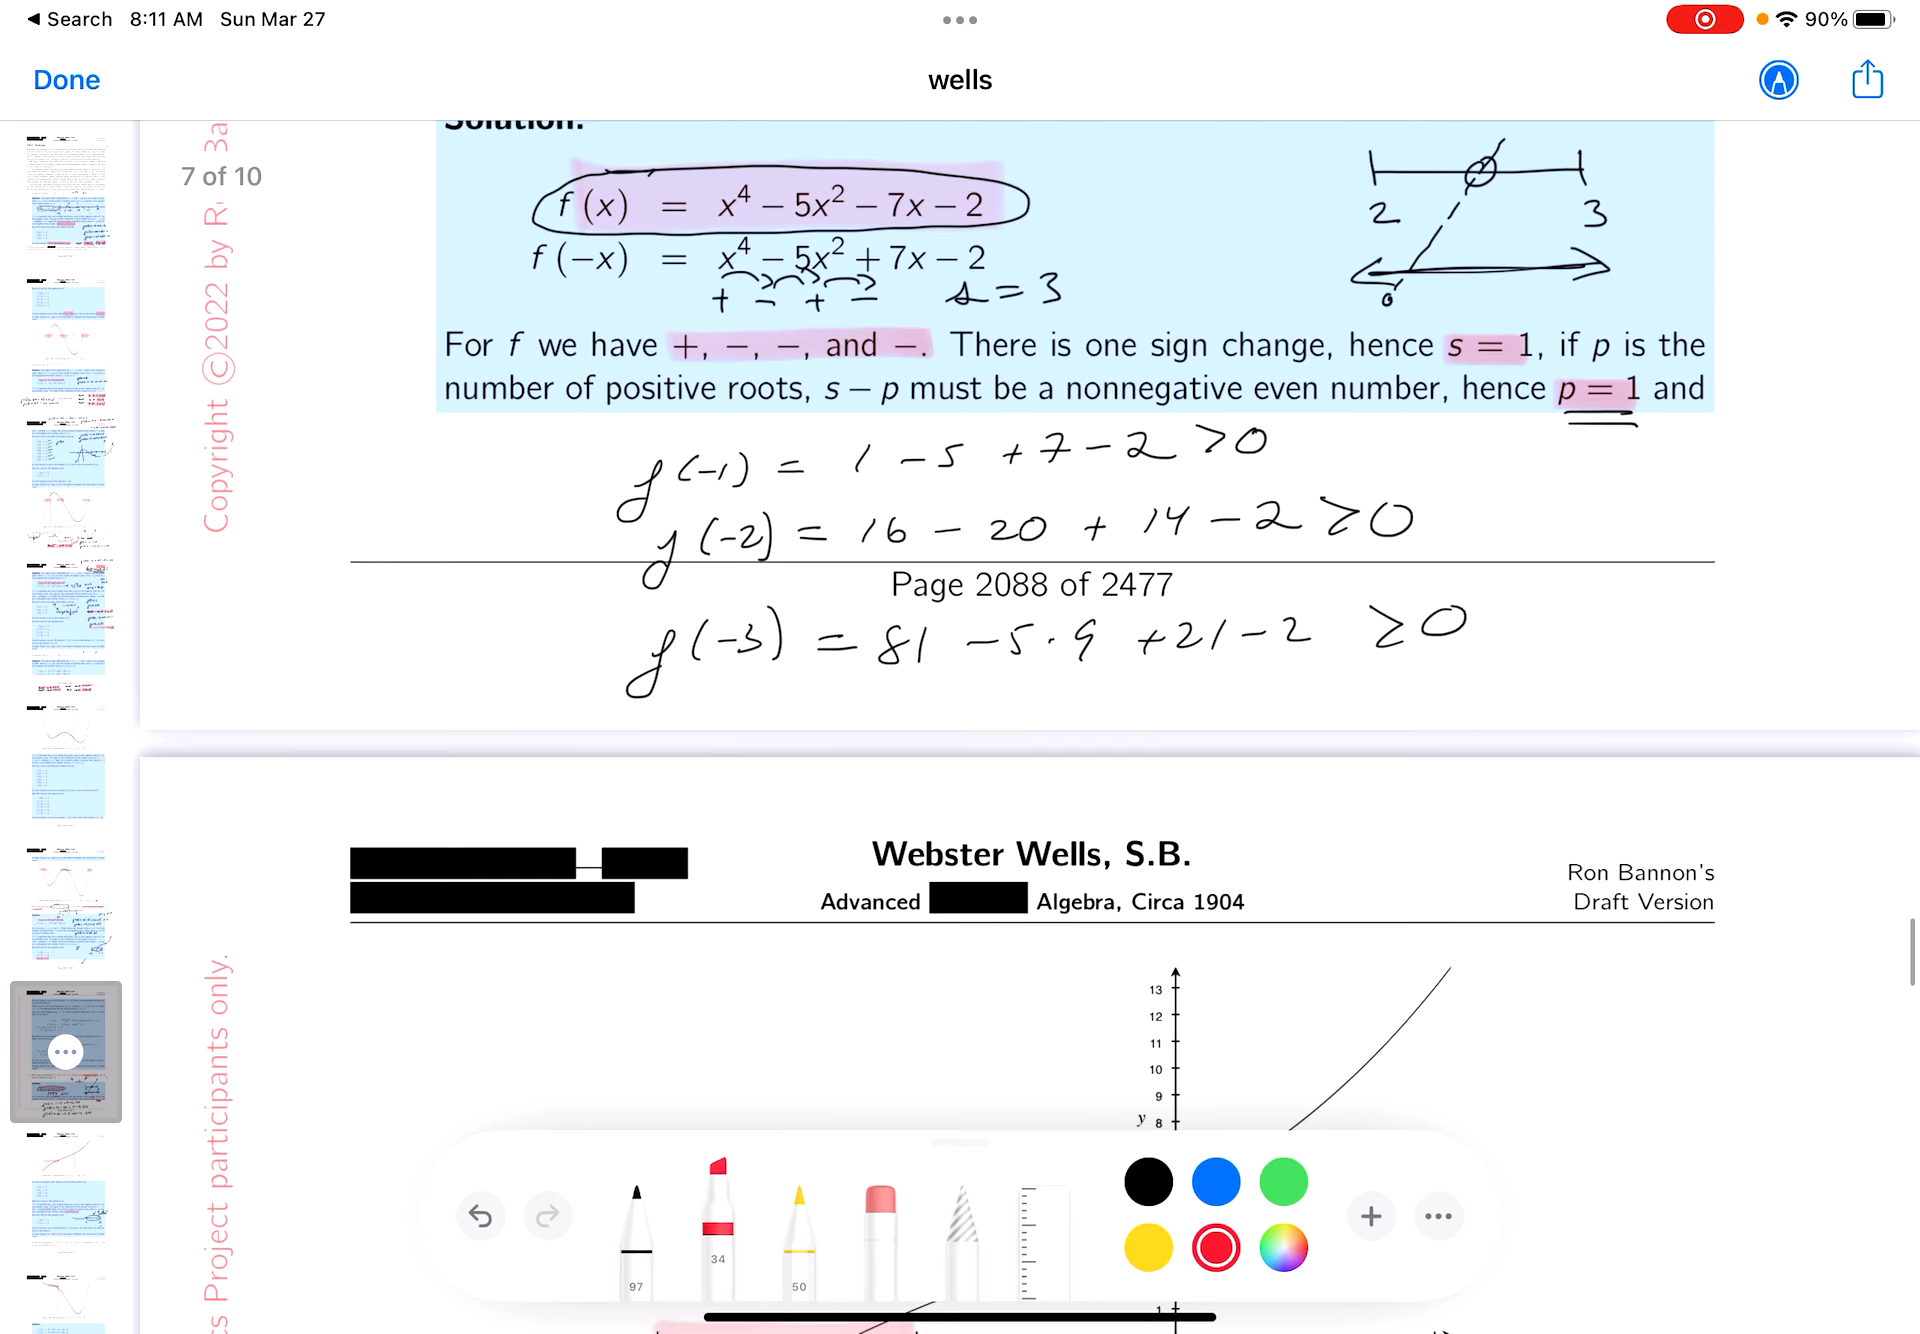 Search 8:11 AM Sun Mar 27
90%
Done
wells
7 of 10
Solution:
f (x) = x⁴ − 5x² − 7x − 2
f (−x) = x⁴ − 5x² + 7x − 2
+ − + − s = 3
2 3
0
For f we have +, −, −, and −. There is one sign change, hence s = 1, if p is the
number of positive roots, s − p must be a nonnegative even number, hence p = 1 and
f(-1) = 1 - 5 + 7 - 2 > 0
f(-2) = 16 - 20 + 14 - 2 ≥ 0
Page 2088 of 2477
f(-3) = 81 - 5 · 9 + 21 - 2 ≥ 0
Copyright ©2022 by R 3a
Webster Wells, S.B.
Advanced Algebra, Circa 1904
Ron Bannon's
Draft Version
cs Project participants only.
13
12
11
10
9
y 8
1
97
34
50